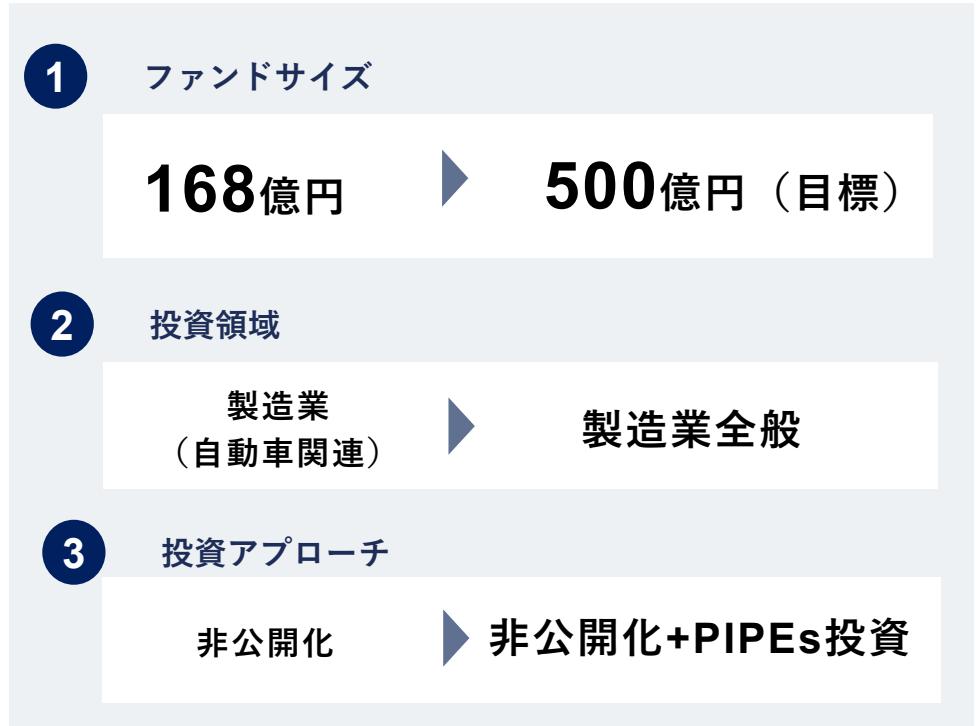 1 ファンドサイズ
168億円 500億円（目標）
2 投資領域
製造業
（自動車関連） 製造業全般
3 投資アプローチ
非公開化 非公開化+PIPEs投資